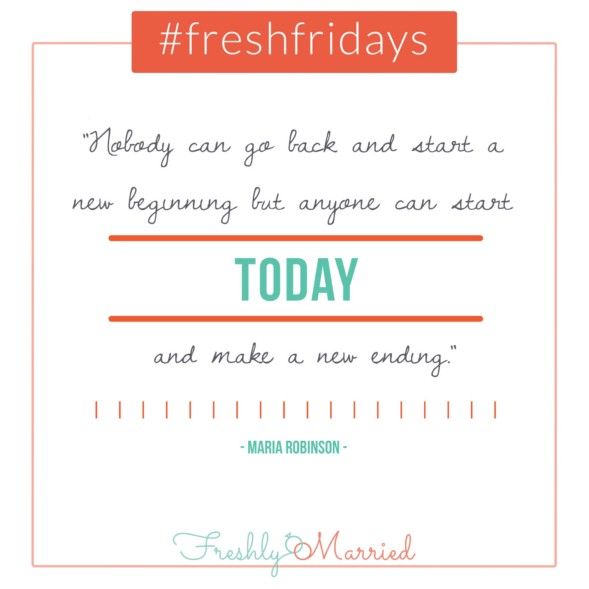 #freshfridays
"Nobody can go back and start a
new beginning but anyone can start
TODAY
and make a new ending."
- MARIA ROBINSON -
Freshly Married